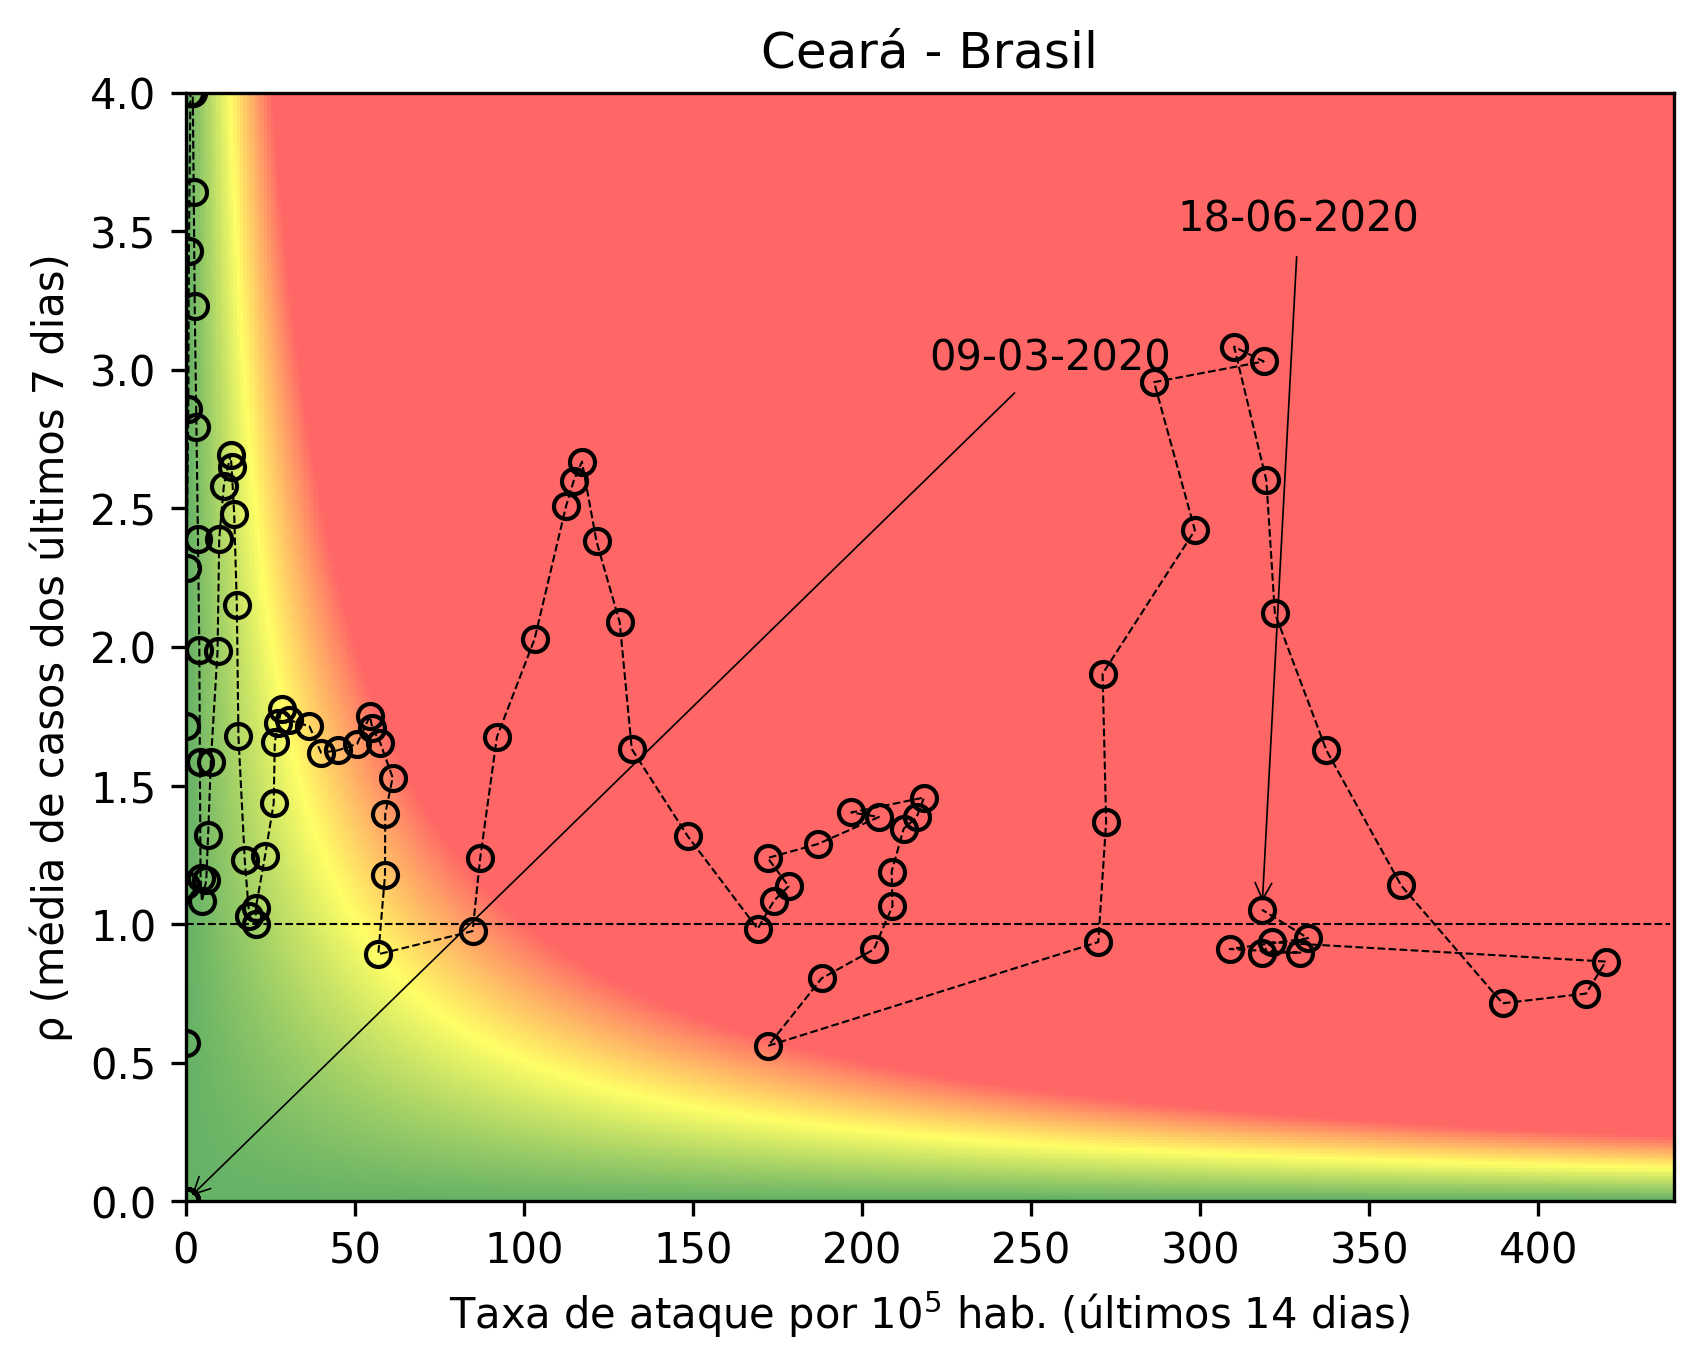 Ceará - Brasil
4.0
3.5
3.0
2.5
2.0
1.5
1.0
0.5
0.0
ρ (média de casos dos últimos 7 dias)
18-06-2020
09-03-2020
0 50 100 150 200 250 300 350 400
Taxa de ataque por 10⁵ hab. (últimos 14 dias)